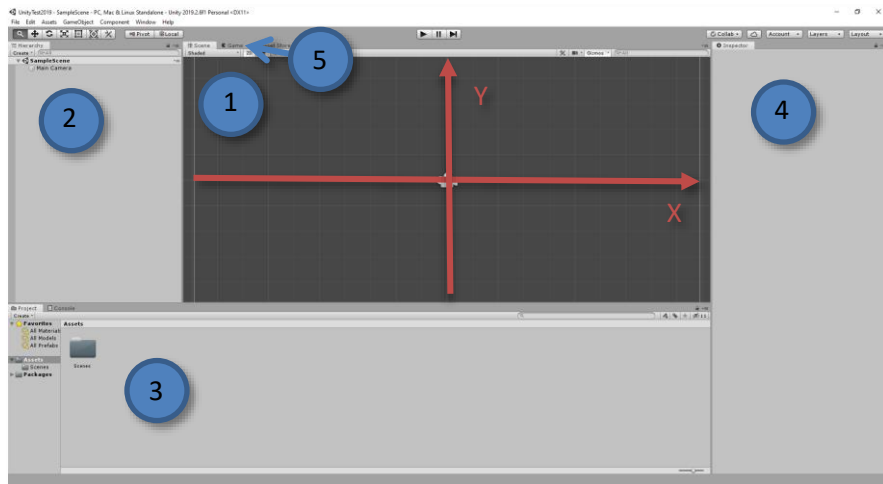 UnityTest2019 - SampleScene - PC, Mac & Linux Standalone - Unity 2019.2.8f1 Personal <DX11>
File Edit Assets GameObject Component Window Help
Pivot Local
Collab Account Layers Layout
Hierarchy
Create
SampleScene
Main Camera
Scene Game Store
Shaded
Gizmos
Inspector
5
1
2
4
Y
X
Project Console
Create
Favorites
All Material
All Models
All Prefabs
Assets
Scenes
Packages
Assets
Scenes
3